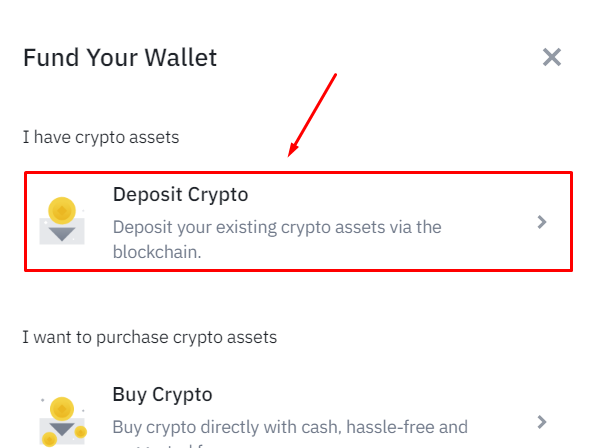 Fund Your Wallet
I have crypto assets
Deposit Crypto
Deposit your existing crypto assets via the
blockchain.
I want to purchase crypto assets
Buy Crypto
Buy crypto directly with cash, hassle-free and